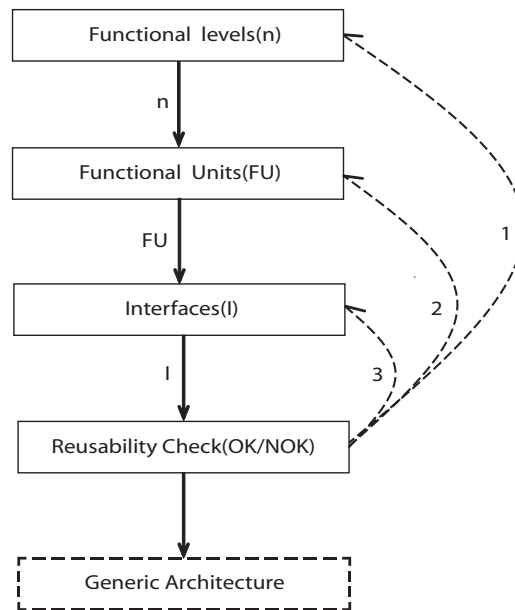 Functional levels(n)
n
Functional Units(FU)
FU
1
Interfaces(I)
2
I
3
Reusability Check(OK/NOK)
Generic Architecture